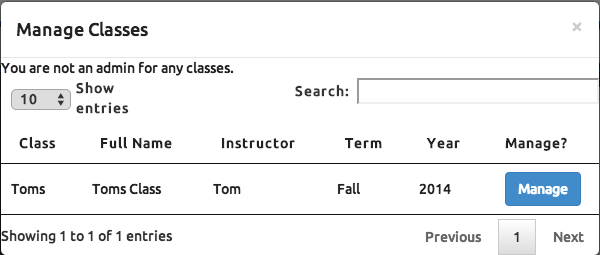 Manage Classes ×
You are not an admin for any classes.
10 Show entries Search:
Class Full Name Instructor Term Year Manage?
Toms Toms Class Tom Fall 2014 Manage
Showing 1 to 1 of 1 entries Previous 1 Next